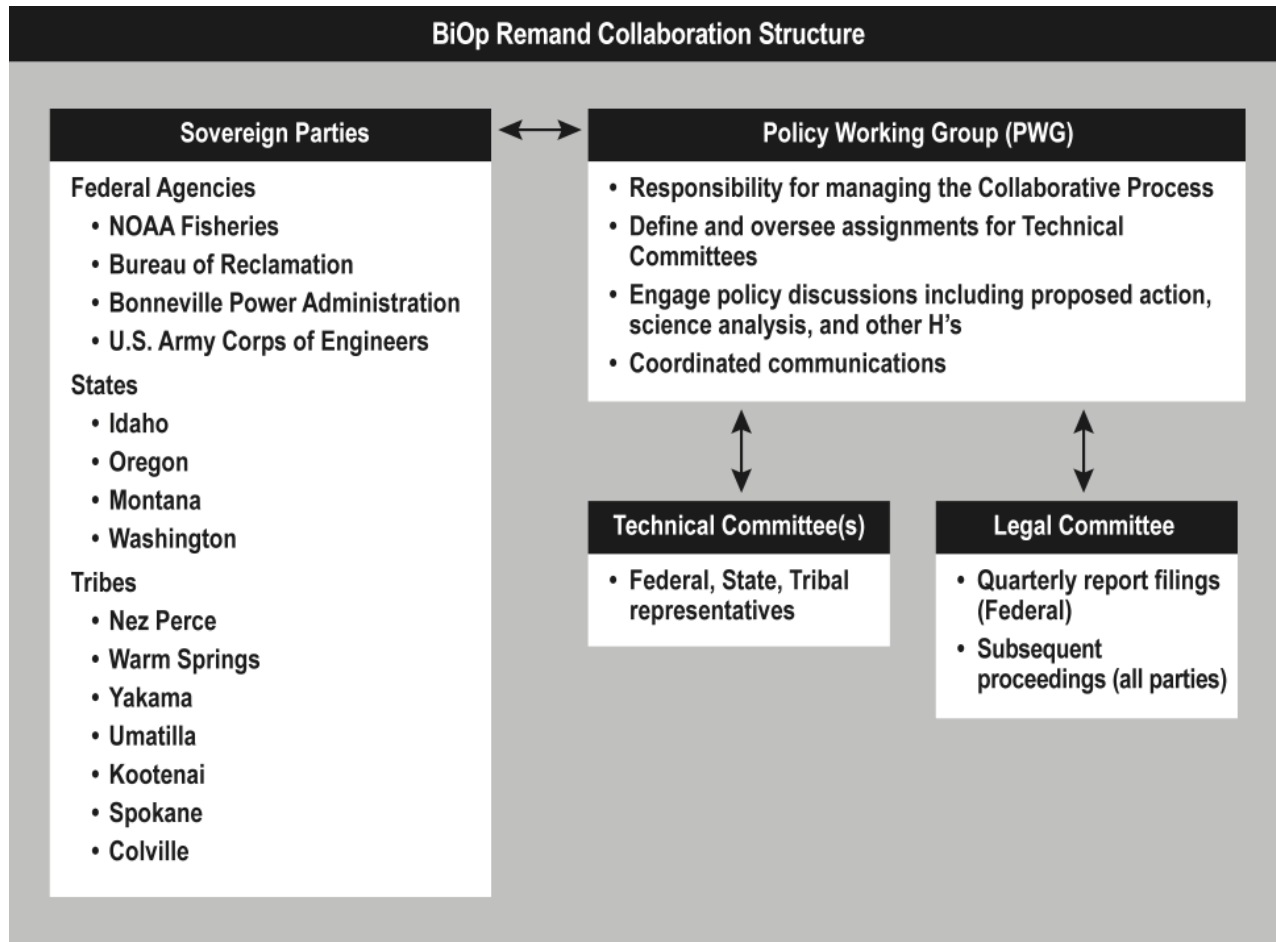 BiOp Remand Collaboration Structure
Sovereign Parties
Federal Agencies
• NOAA Fisheries
• Bureau of Reclamation
• Bonneville Power Administration
• U.S. Army Corps of Engineers
States
• Idaho
• Oregon
• Montana
• Washington
Tribes
• Nez Perce
• Warm Springs
• Yakama
• Umatilla
• Kootenai
• Spokane
• Colville
Policy Working Group (PWG)
• Responsibility for managing the Collaborative Process
• Define and oversee assignments for Technical
Committees
• Engage policy discussions including proposed action,
science analysis, and other H's
• Coordinated communications
Technical Committee(s)
• Federal, State, Tribal
representatives
Legal Committee
• Quarterly report filings
(Federal)
• Subsequent
proceedings (all parties)